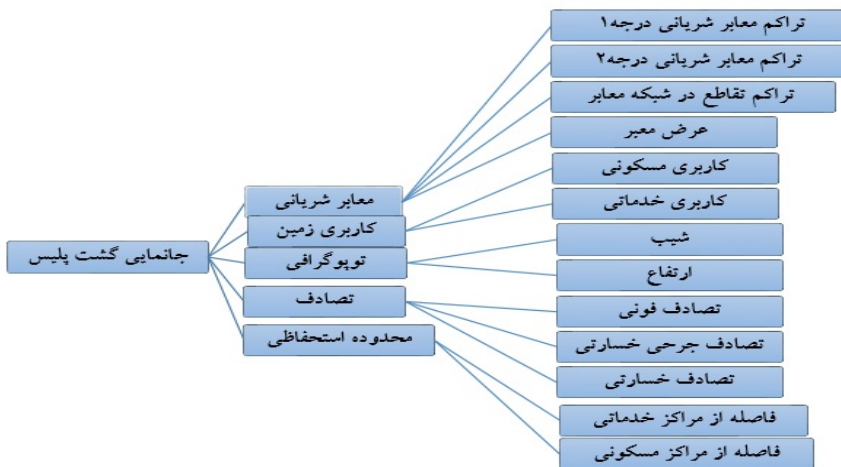 تراکم معابر شریانی درجه۱
تراکم معابر شریانی درجه۲
تراکم تقاطع در شبکه معابر
عرض معبر
کاربری مسکونی
کاربری خدماتی
شیب
ارتفاع
تصادف فوتی
تصادف جرحی خسارتی
تصادف خسارتی
فاصله از مراکز خدماتی
فاصله از مراکز مسکونی
معابر شریانی
کاربری زمین
توپوگرافی
تصادف
محدوده استحفاظی
جانمایی گشت پلیس